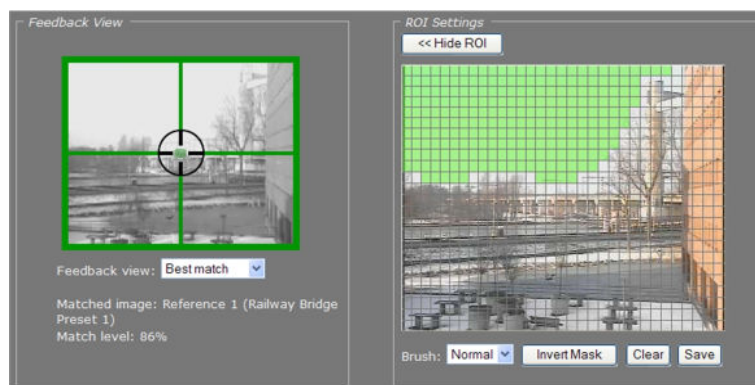 Feedback View
Feedback view: Best match
Matched image: Reference 1 (Railway Bridge
Preset 1)
Match level: 86%
ROI Settings
<< Hide ROI
Brush: Normal Invert Mask Clear Save